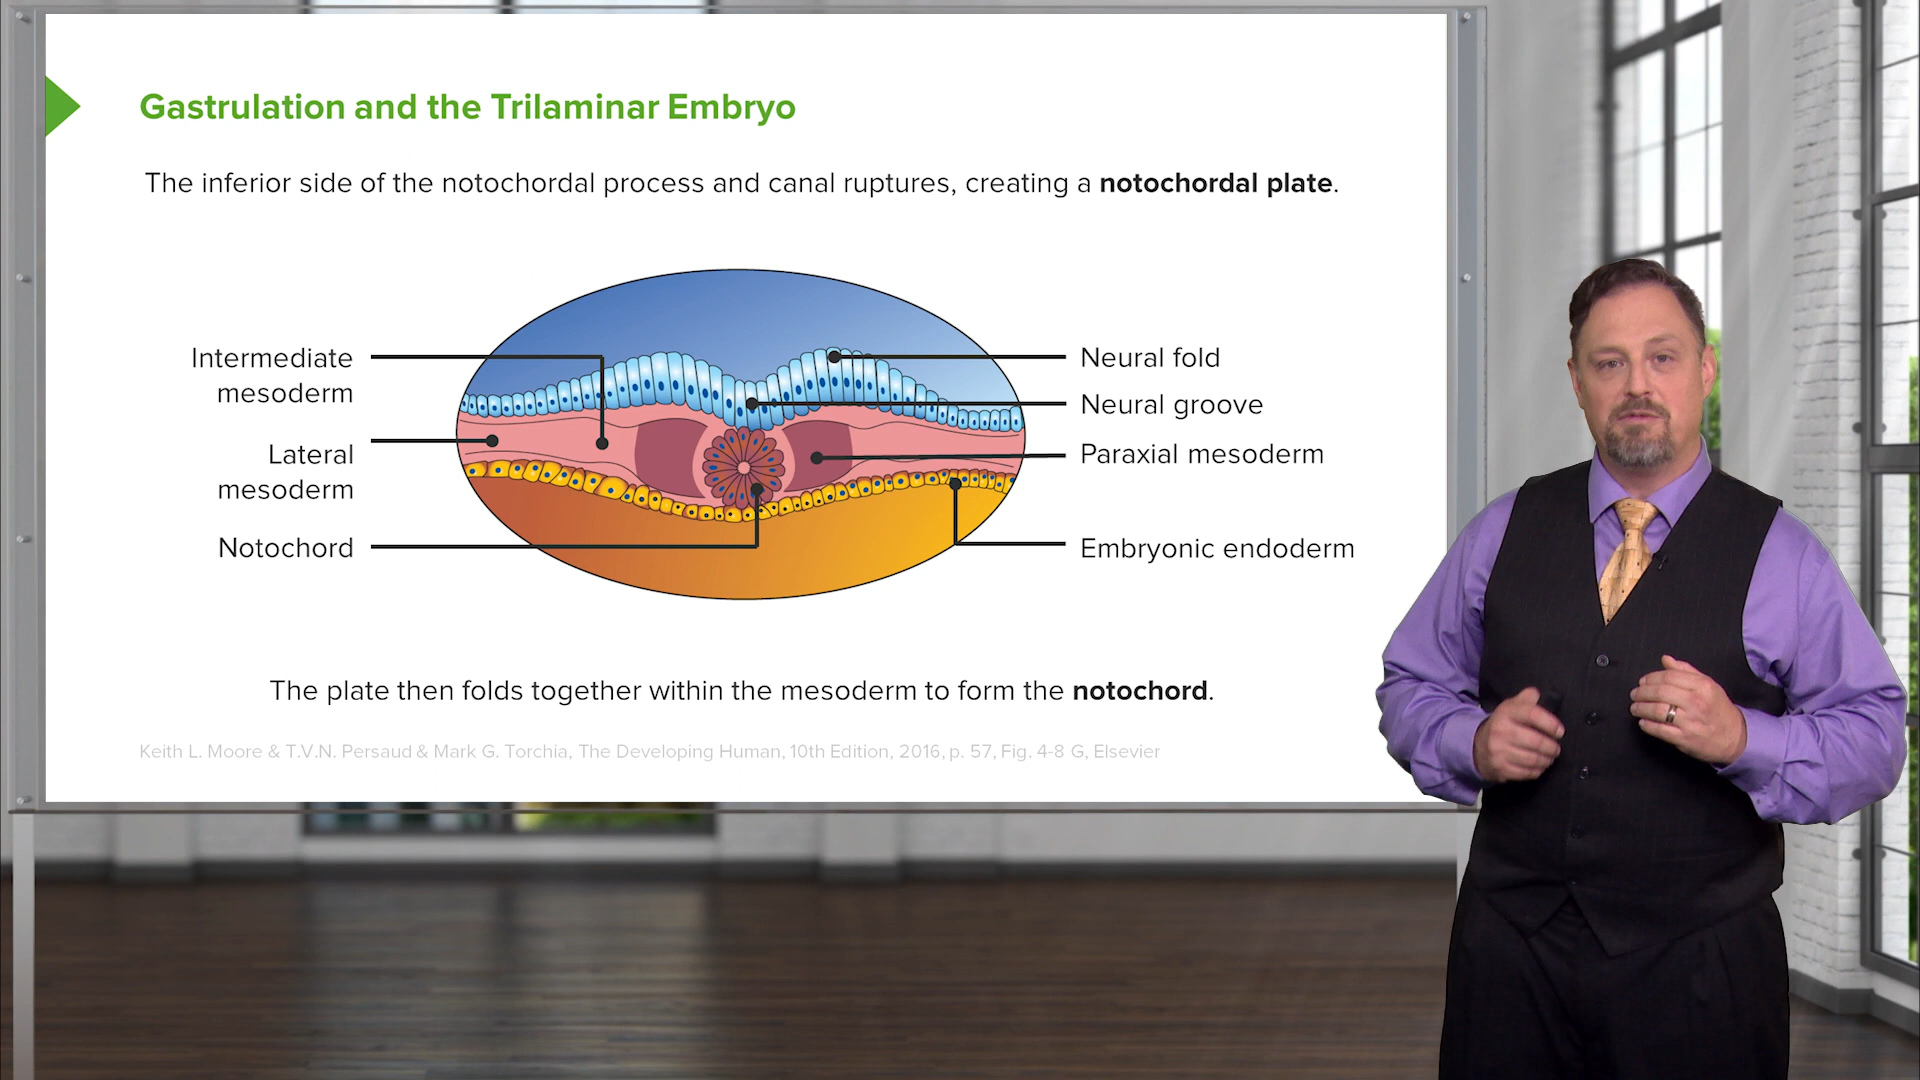 Gastrulation and the Trilaminar Embryo
The inferior side of the notochordal process and canal ruptures, creating a notochordal plate.
Intermediate
mesoderm
Lateral
mesoderm
Notochord
Neural fold
Neural groove
Paraxial mesoderm
Embryonic endoderm
The plate then folds together within the mesoderm to form the notochord.
Keith L. Moore & T.V.N. Persaud & Mark G. Torchia, The Developing Human, 10th Edition, 2016, p. 57, Fig. 4-8 G, Elsevier